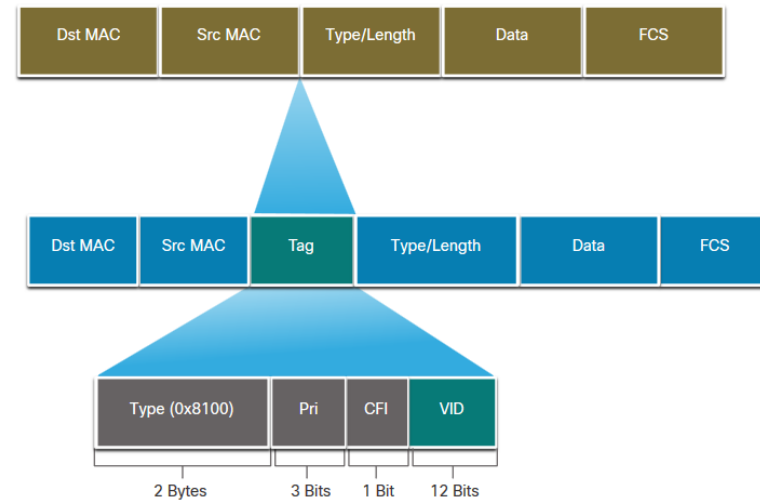 Dst MAC Src MAC Type/Length Data FCS
Dst MAC Src MAC Tag Type/Length Data FCS
Type (0x8100) Pri CFI VID
2 Bytes 3 Bits 1 Bit 12 Bits